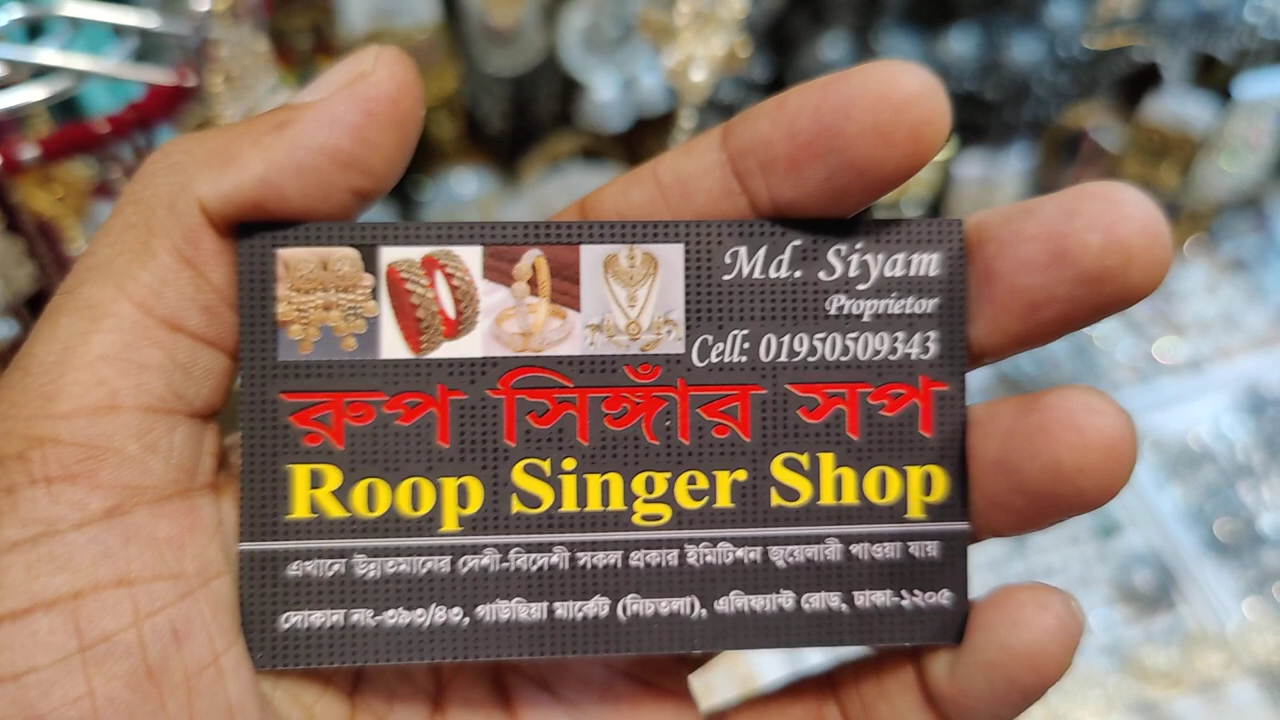 Md. Siyam
Proprietor
Cell: 01950509343
রুপ সিঙ্গাঁর সপ
Roop Singer Shop
এখানে উন্নতমানের দেশী-বিদেশী সকল প্রকার ইমিটিশন জুয়েলারী পাওয়া যায়
দোকান নং-৩৯৩/৪৩, গাউছিয়া মার্কেট (নিচতলা), এলিফ্যান্ট রোড, ঢাকা-১২০৫